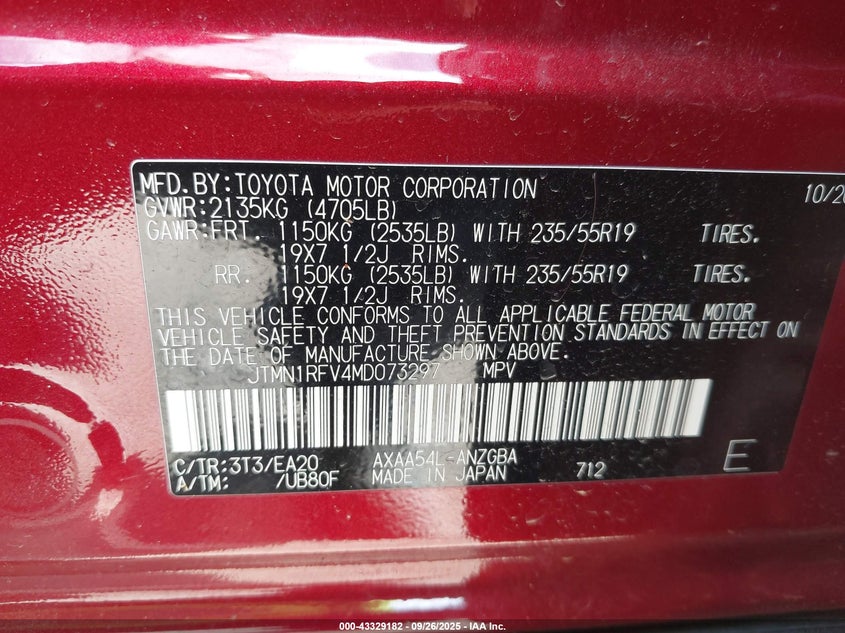 MFD.BY:TOYOTA MOTOR CORPORATION 10/20
GVWR:2135KG (4705LB)
GAWR:FRT. 1150KG (2535LB) WITH 235/55R19 TIRES.
19X7 1/2J RIMS.
RR. 1150KG (2535LB) WITH 235/55R19 TIRES.
19X7 1/2J RIMS.
THIS VEHICLE CONFORMS TO ALL APPLICABLE FEDERAL MOTOR
VEHICLE SAFETY AND THEFT PREVENTION STANDARDS IN EFFECT ON
THE DATE OF MANUFACTURE SHOWN ABOVE.
JTMN1RFV4MD073297 MPV
C/TR:3T3/EA20 AXAA54L-ANZGBA 712 E
A/TM: /UB80F MADE IN JAPAN
000-43329182 - 09/26/2025 - IAA Inc.